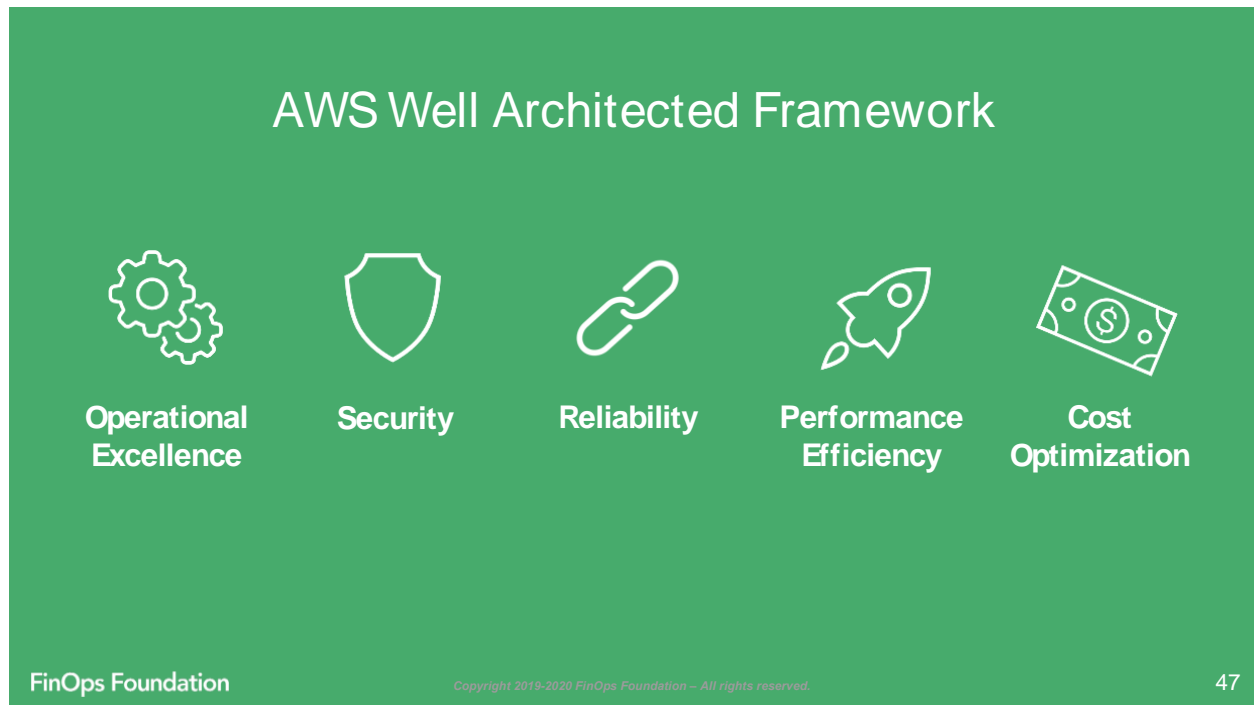 AWS Well Architected Framework
$
Operational
Excellence
Security
Reliability
Performance
Efficiency
Cost
Optimization
FinOps Foundation
Copyright 2019-2020 FinOps Foundation – All rights reserved.
47